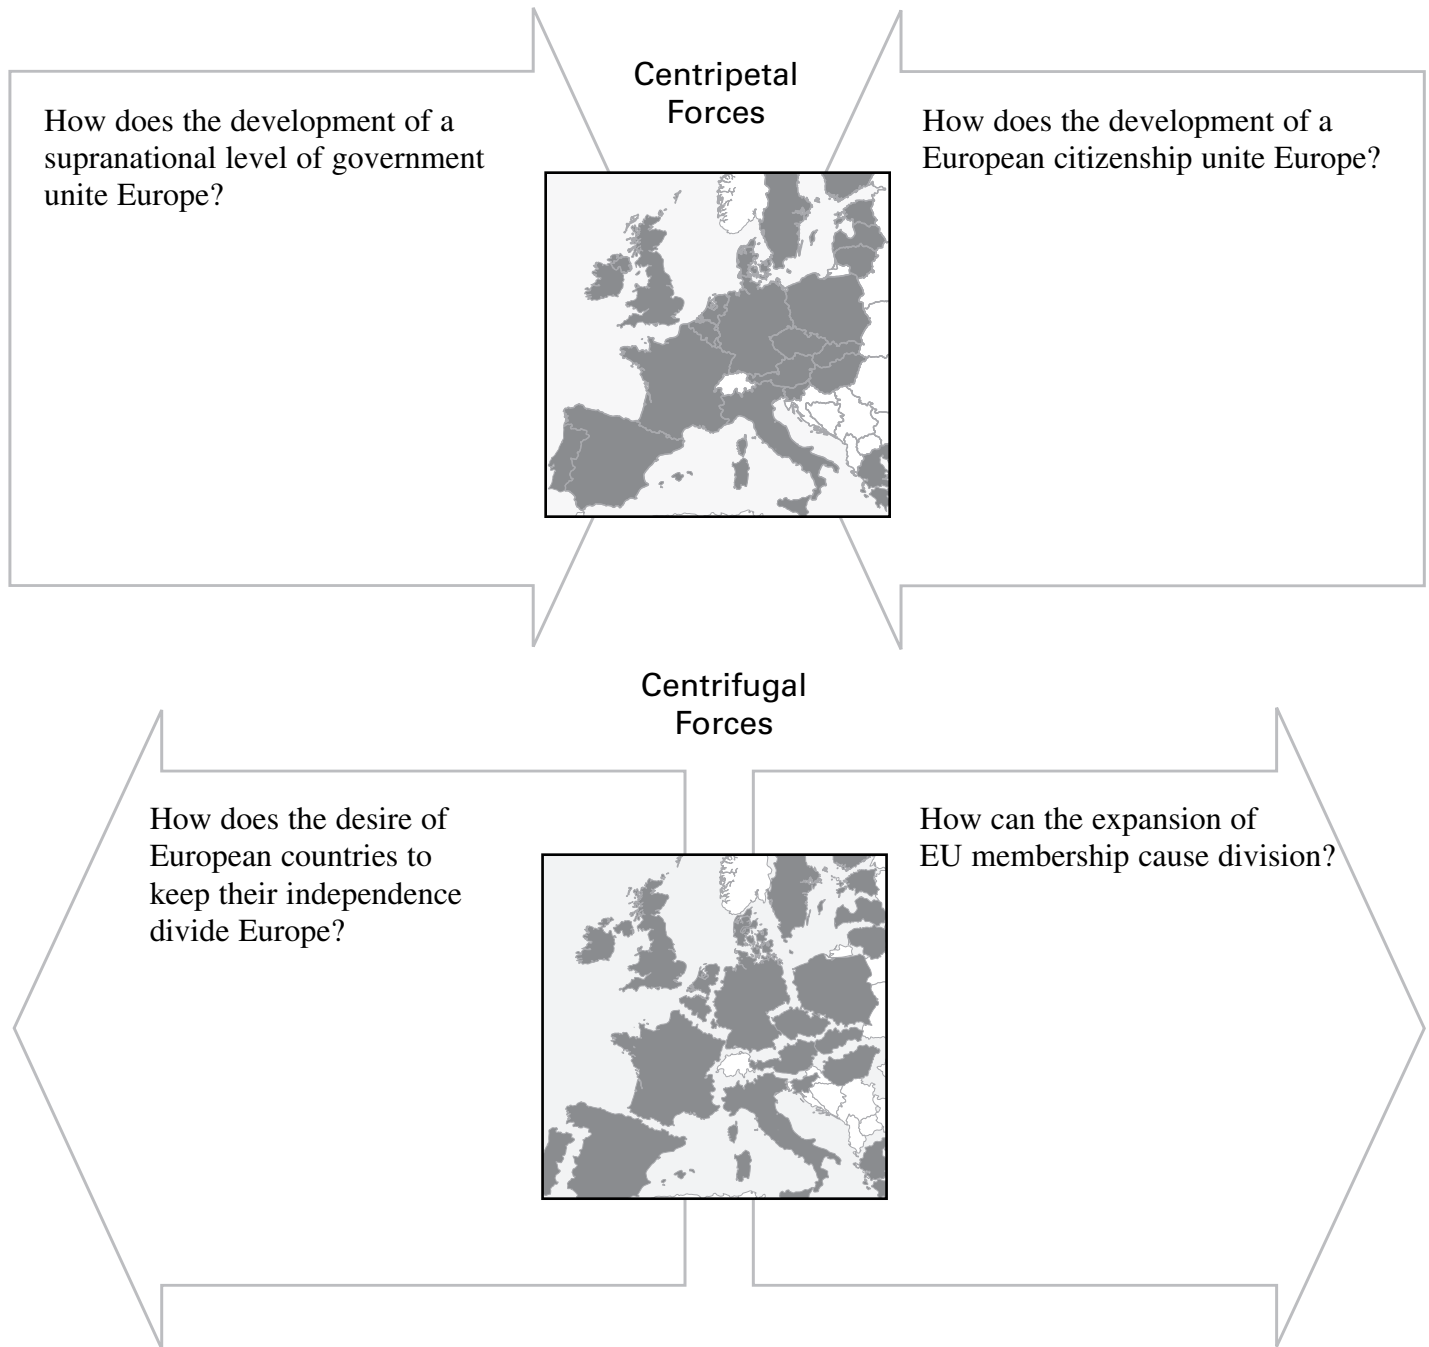 Centripetal
Forces
How does the development of a
supranational level of government
unite Europe?
How does the development of a
European citizenship unite Europe?
Centrifugal
Forces
How does the desire of
European countries to
keep their independence
divide Europe?
How can the expansion of
EU membership cause division?